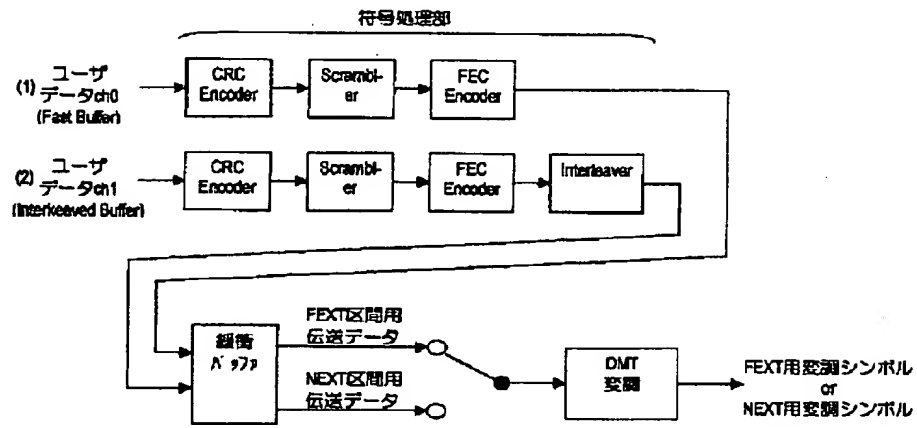 符号処理部
(1) ユーザ
データch0
(Fast Buffer)
CRC
Encoder
Scrambl-
er
FEC
Encoder
(2) ユーザ
データch1
(Interkeaved Buffer)
CRC
Encoder
Scrambl-
er
FEC
Encoder
Interleaver
緩衝
バッファ
FEXT区間用
伝送データ
NEXT区間用
伝送データ
DMT
変調
FEXT用変調シンボル
or
NEXT用変調シンボル